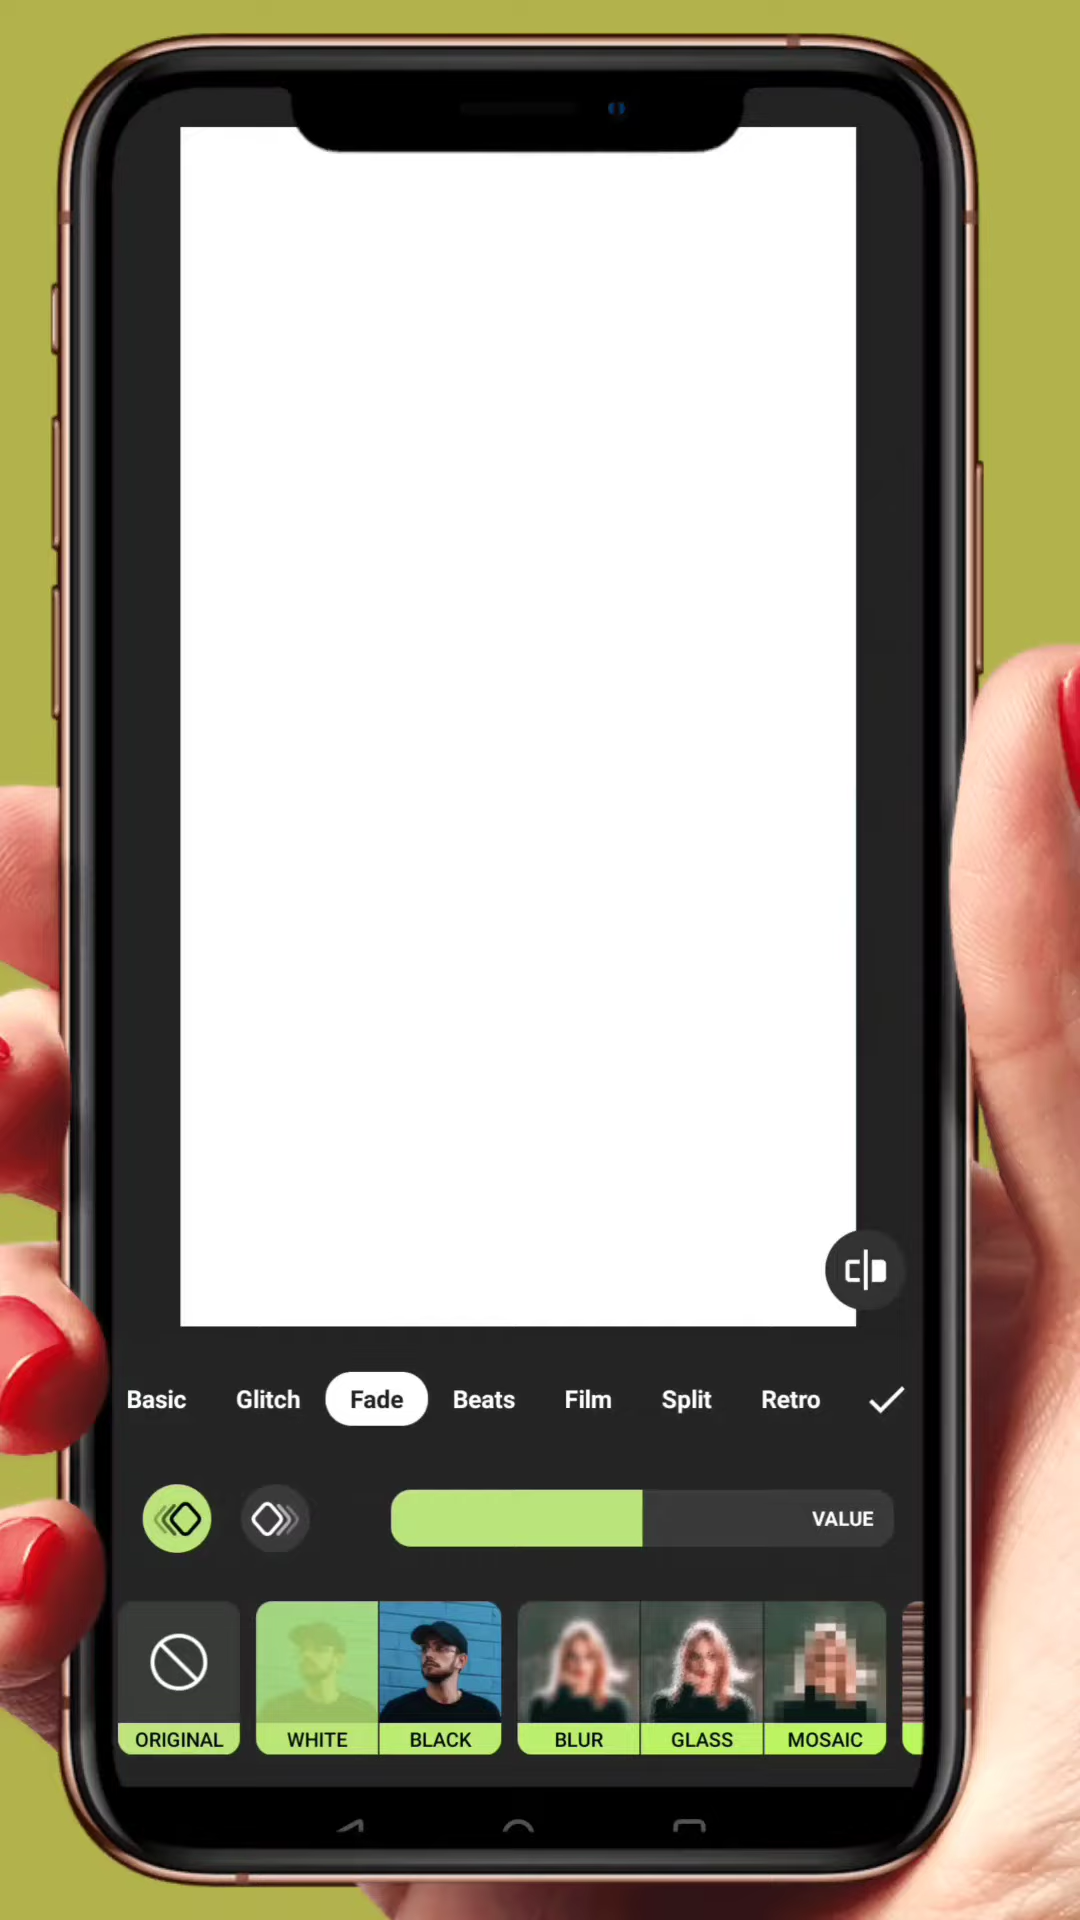 Basic Glitch Fade Beats Film Split Retro
VALUE
ORIGINAL WHITE BLACK BLUR GLASS MOSAIC